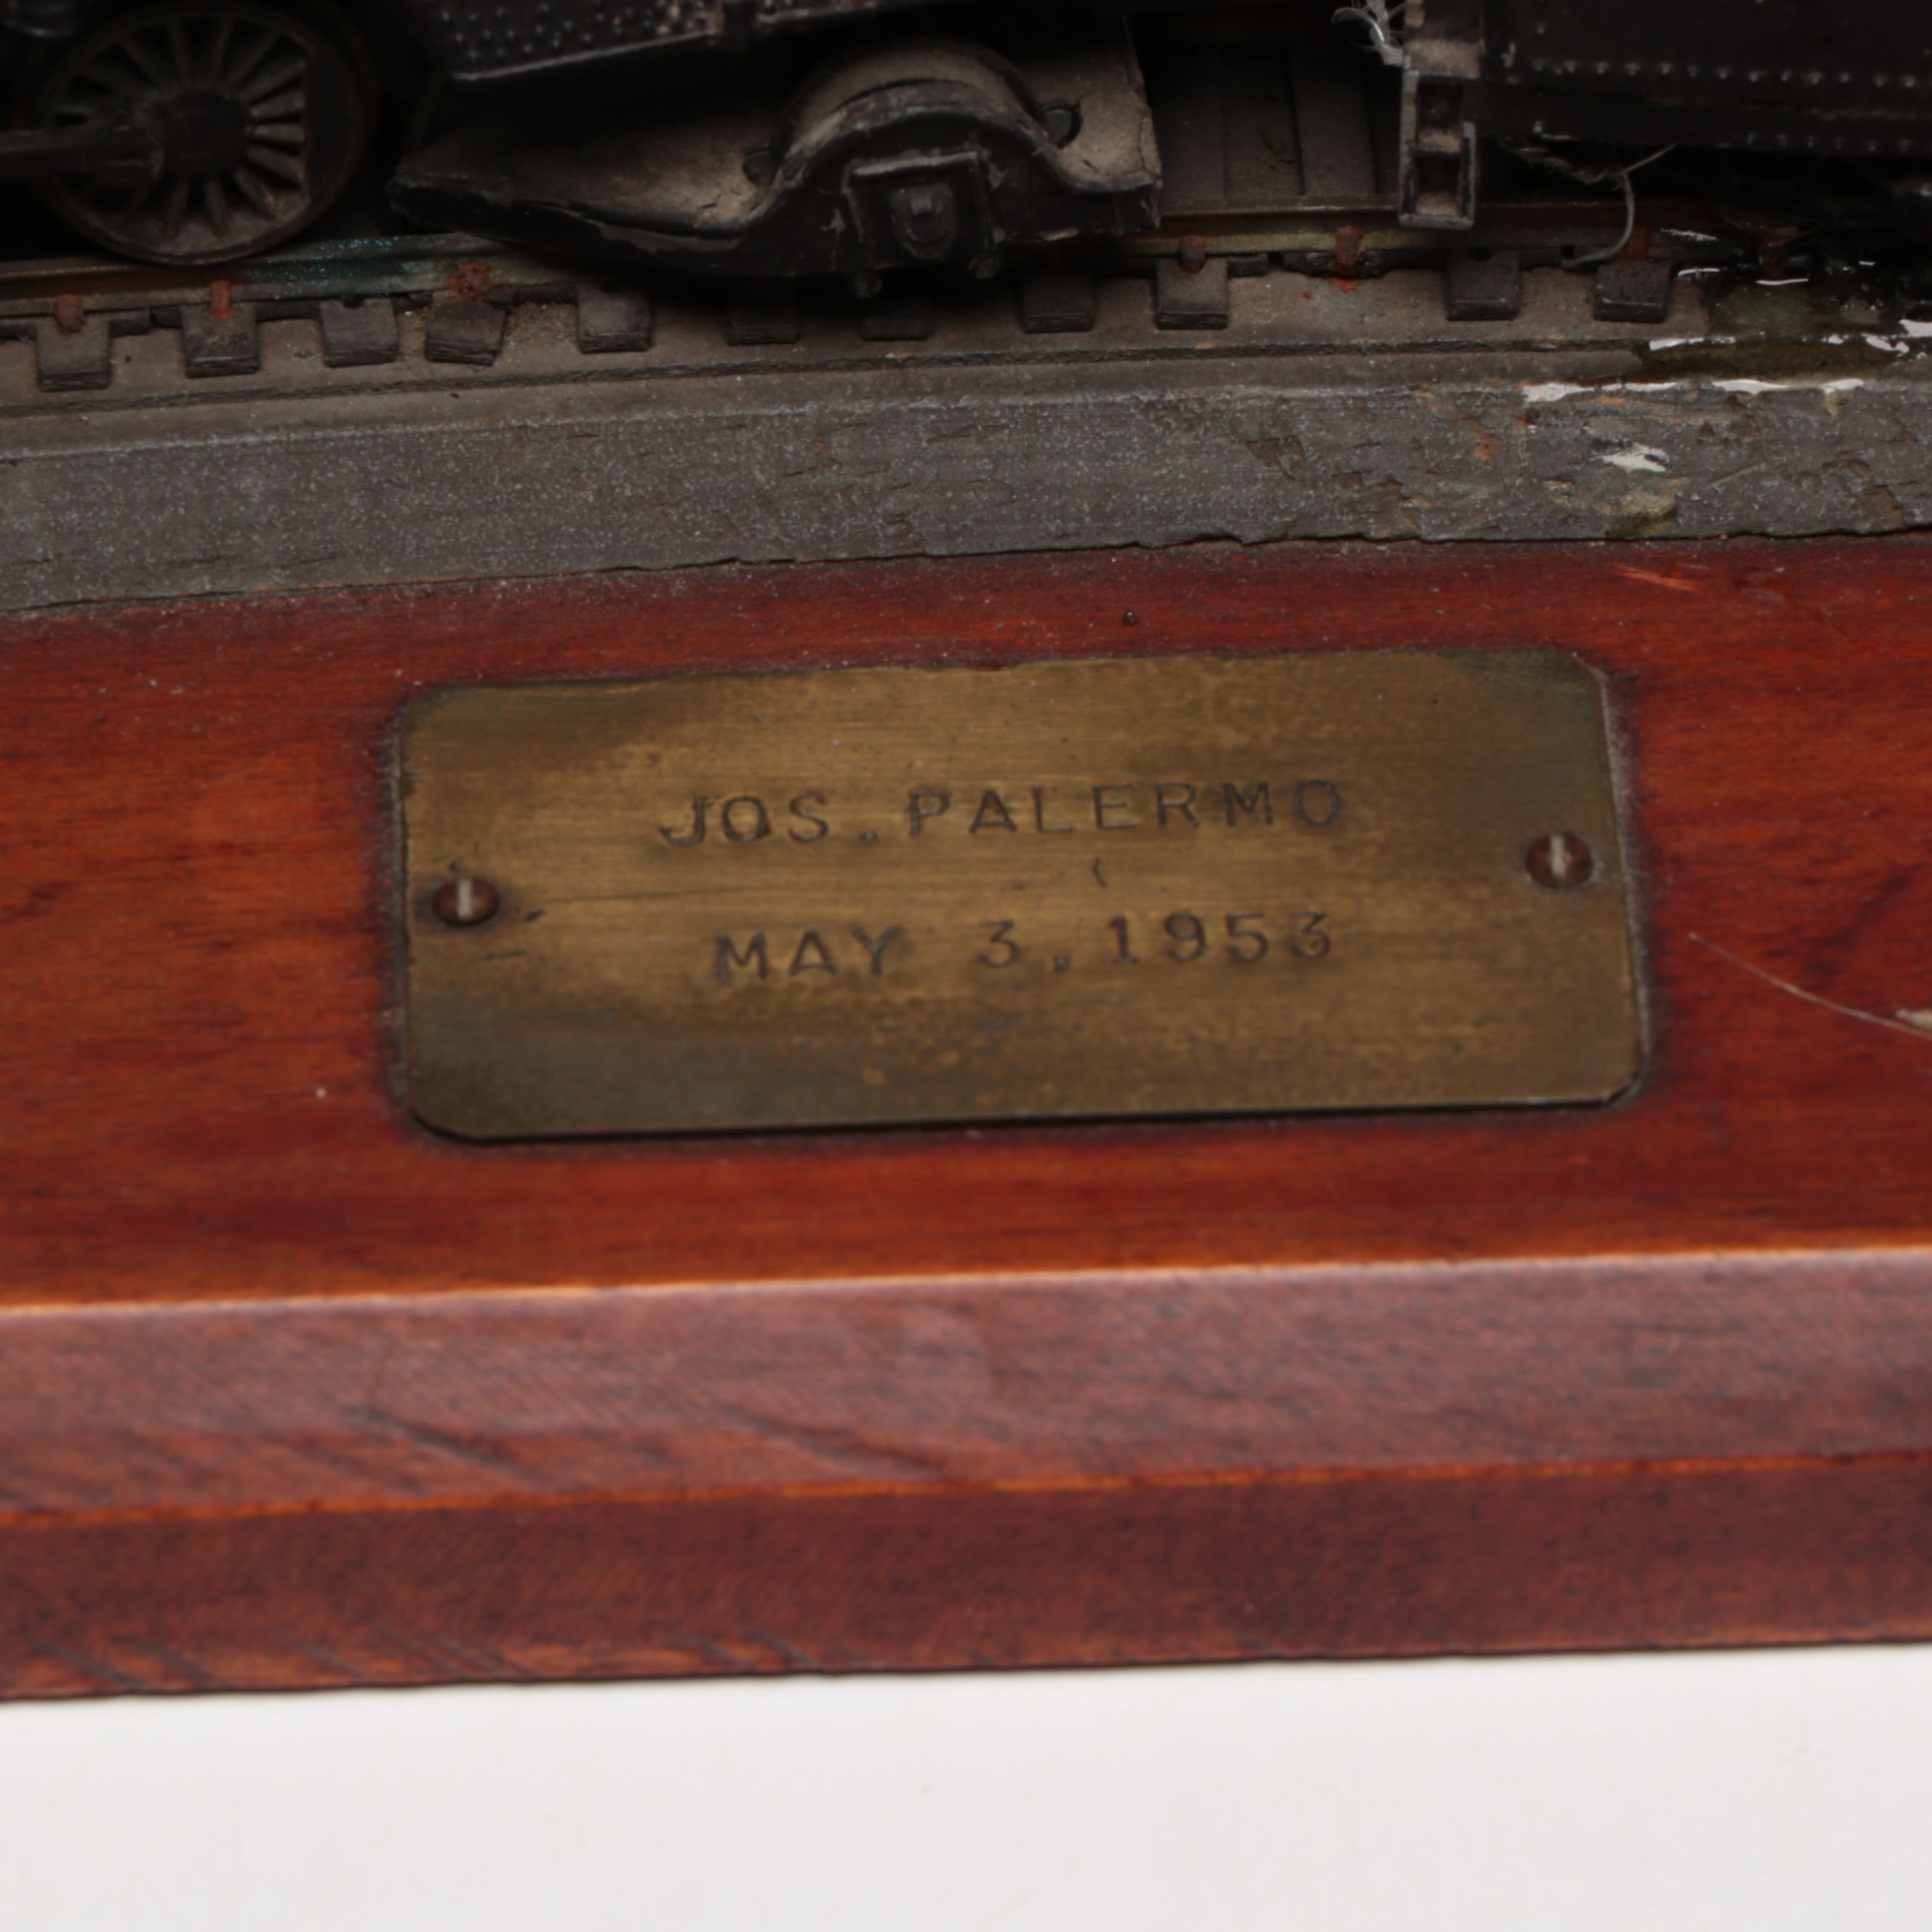 JOS. PALERMO
MAY 3, 1953